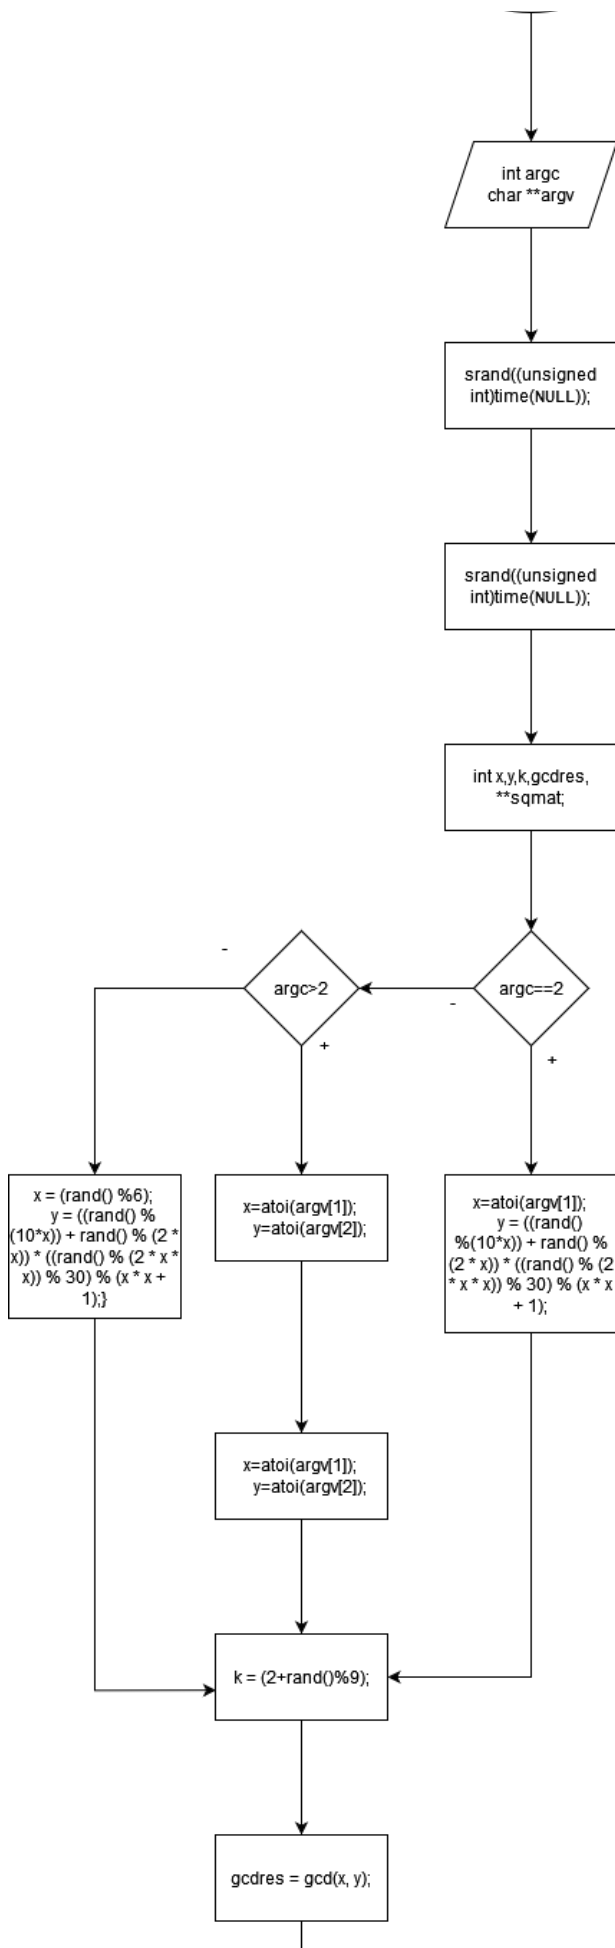 int argc
char **argv
srand((unsigned
int)time(NULL));
srand((unsigned
int)time(NULL));
int x,y,k,gcdres,
**sqmat;
argc==2
-
+
argc>2
-
+
x = (rand() %6);
y = ((rand() %
(10*x)) + rand() % (2 *
x)) * ((rand() % (2 * x *
x)) % 30) % (x * x +
1);}
x=atoi(argv[1]);
y=atoi(argv[2]);
x=atoi(argv[1]);
y = ((rand()
%(10*x)) + rand() %
(2 * x)) * ((rand() % (2
* x * x)) % 30) % (x * x
+ 1);
x=atoi(argv[1]);
y=atoi(argv[2]);
k = (2+rand()%9);
gcdres = gcd(x, y);